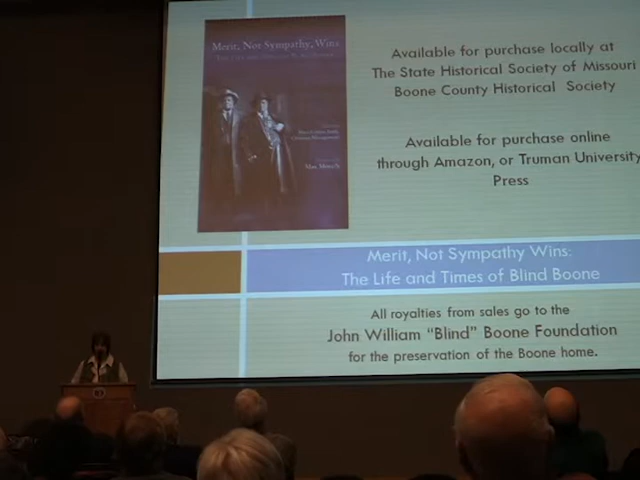 Merit, Not Sympathy, Wins
Available for purchase locally at
The State Historical Society of Missouri
Boone County Historical Society
Available for purchase online
through Amazon, or Truman University
Press
Merit, Not Sympathy Wins:
The Life and Times of Blind Boone
All royalties from sales go to the
John William "Blind" Boone Foundation
for the preservation of the Boone home.